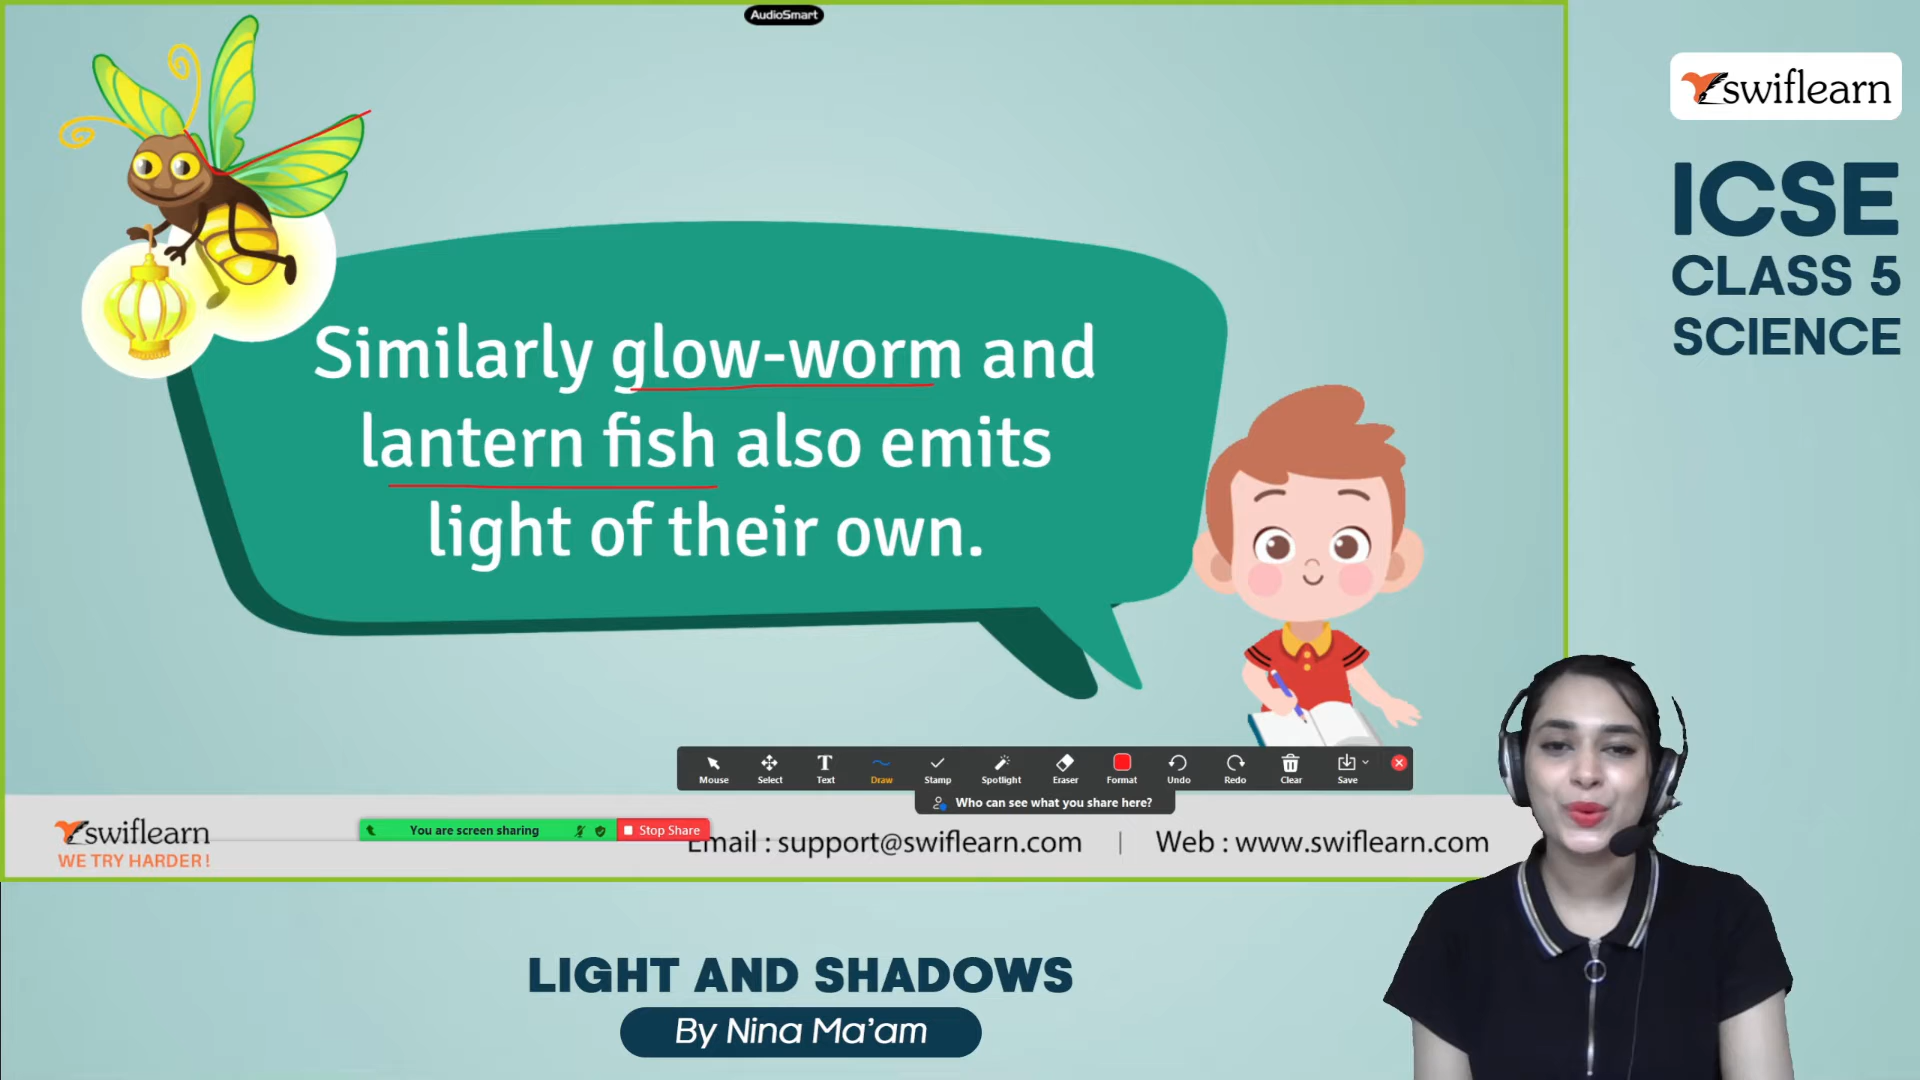 AudioSmart
swiflearn
ICSE
CLASS 5
SCIENCE
Similarly glow-worm and
lantern fish also emits
light of their own.
Mouse Select Text Draw Stamp Spotlight Eraser Format Undo Redo Clear Save
Who can see what you share here?
swiflearn
WE TRY HARDER !
You are screen sharing Stop Share
Email : support@swiflearn.com | Web : www.swiflearn.com
LIGHT AND SHADOWS
By Nina Ma'am